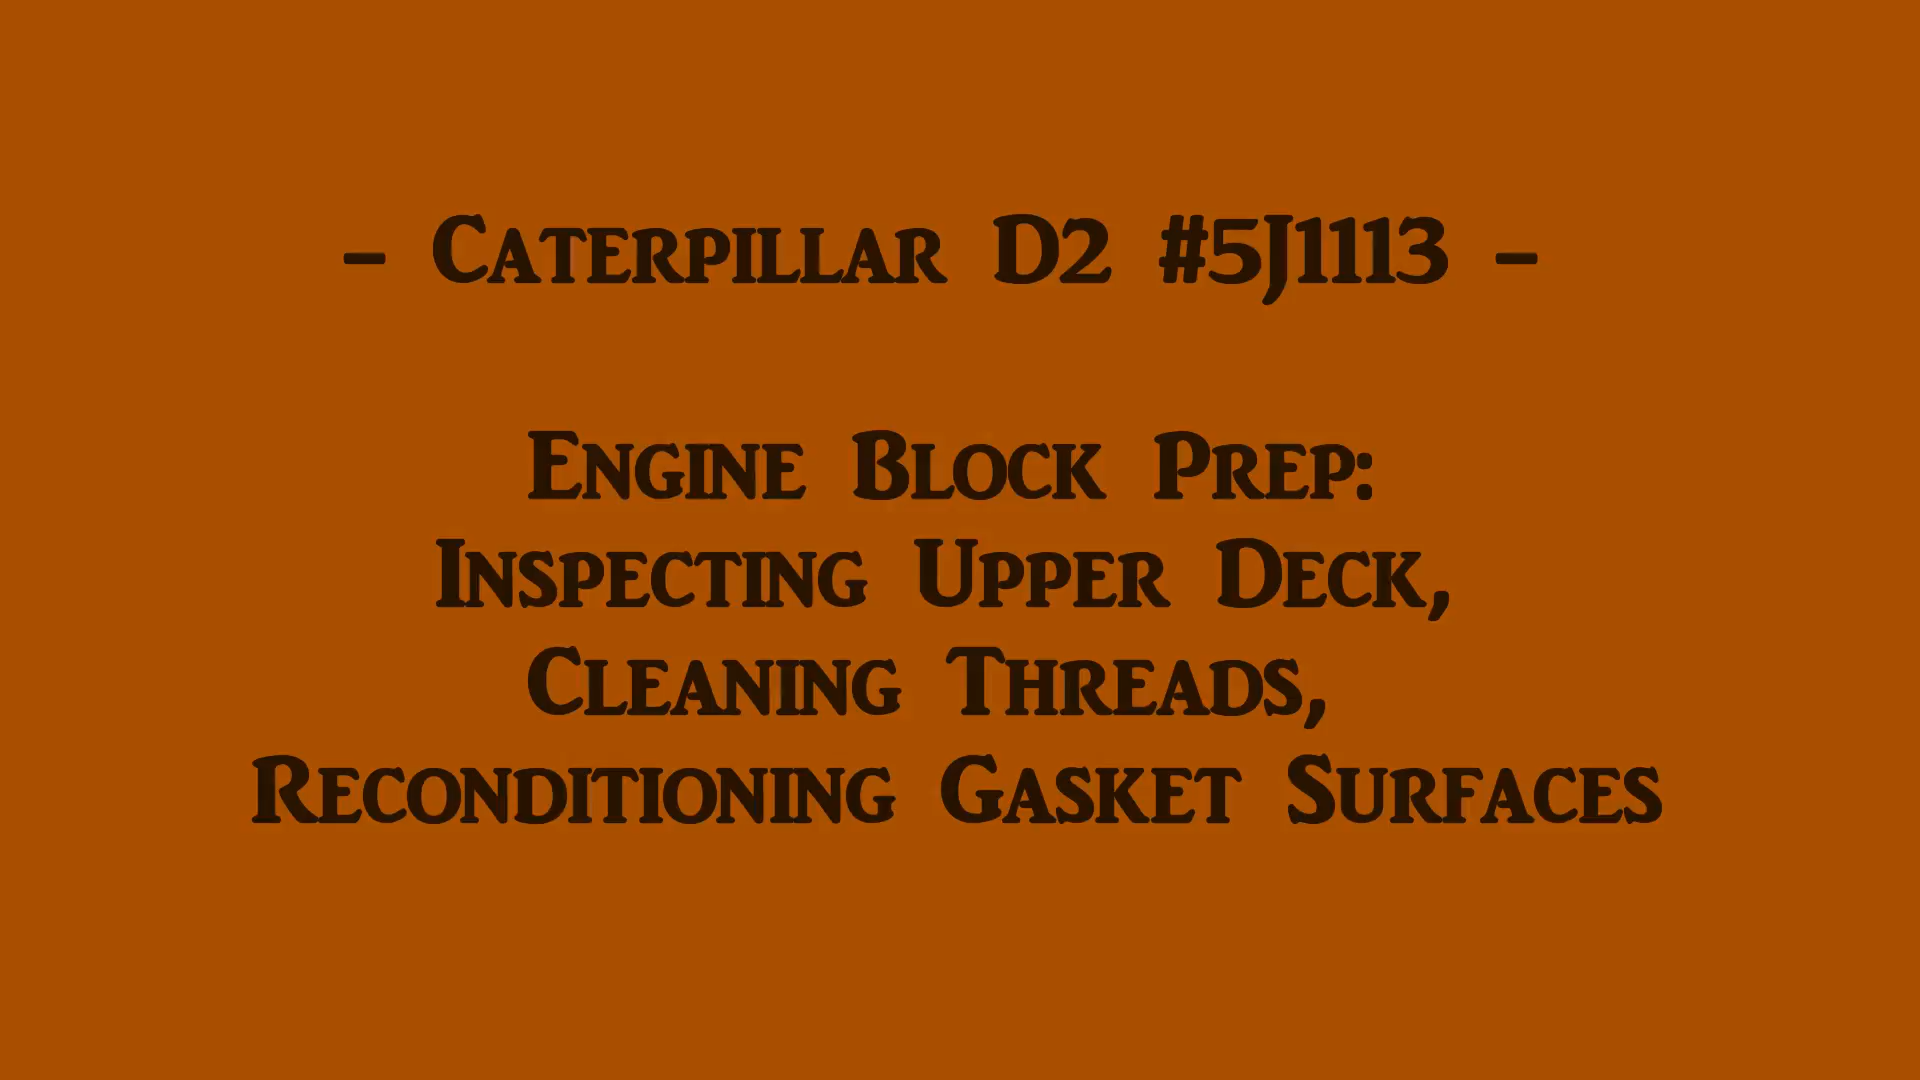 - Caterpillar D2 #5J1113 -
Engine Block Prep:
Inspecting Upper Deck,
Cleaning Threads,
Reconditioning Gasket Surfaces